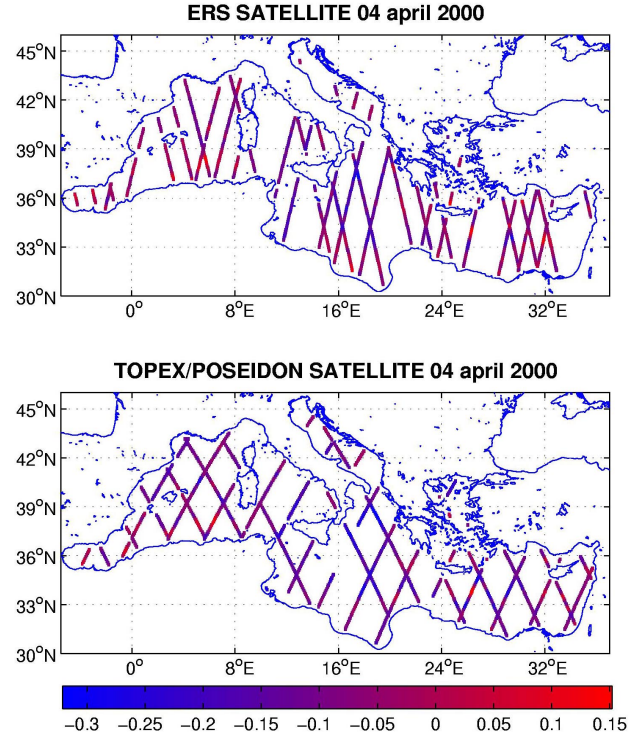 ERS SATELLITE 04 april 2000
45°N
42°N
39°N
36°N
33°N
30°N
0° 8°E 16°E 24°E 32°E
TOPEX/POSEIDON SATELLITE 04 april 2000
45°N
42°N
39°N
36°N
33°N
30°N
0° 8°E 16°E 24°E 32°E
−0.3 −0.25 −0.2 −0.15 −0.1 −0.05 0 0.05 0.1 0.15